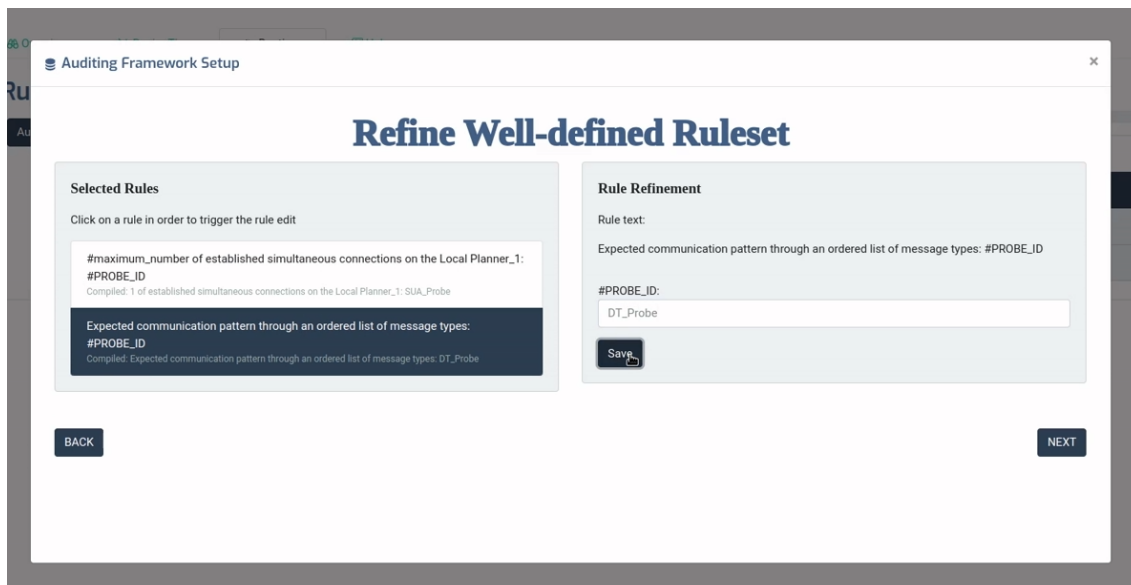 Auditing Framework Setup
×
Ru
Au
Refine Well-defined Ruleset
Selected Rules
Click on a rule in order to trigger the rule edit
#maximum_number of established simultaneous connections on the Local Planner_1:
#PROBE_ID
Compiled: 1 of established simultaneous connections on the Local Planner_1: SUA_Probe
Expected communication pattern through an ordered list of message types:
#PROBE_ID
Compiled: Expected communication pattern through an ordered list of message types: DT_Probe
Rule Refinement
Rule text:
Expected communication pattern through an ordered list of message types: #PROBE_ID
#PROBE_ID:
DT_Probe
Save
BACK
NEXT